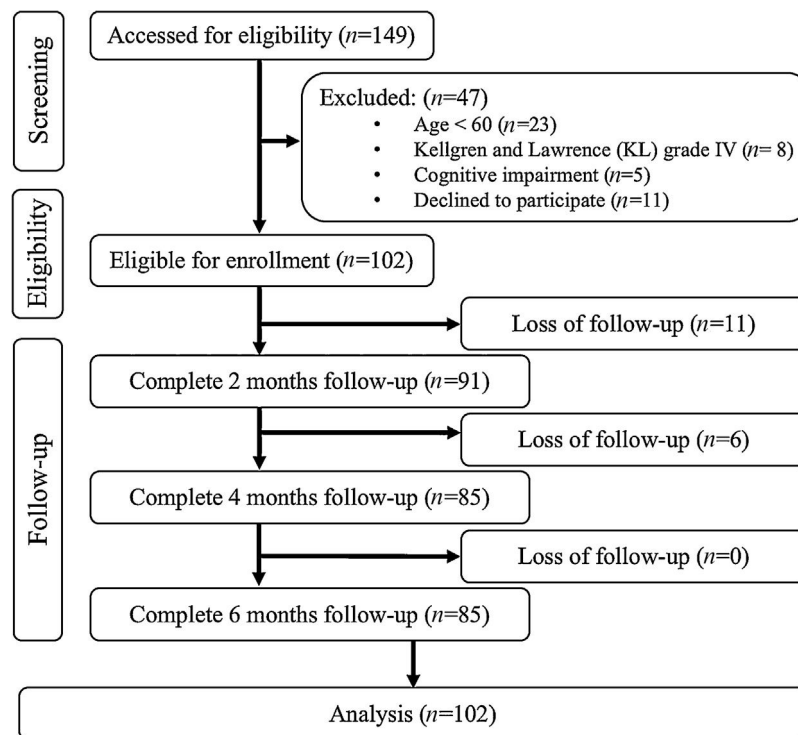 Screening
Accessed for eligibility (n=149)
Excluded: (n=47)
• Age < 60 (n=23)
• Kellgren and Lawrence (KL) grade IV (n= 8)
• Cognitive impairment (n=5)
• Declined to participate (n=11)
Eligibility
Eligible for enrollment (n=102)
Loss of follow-up (n=11)
Follow-up
Complete 2 months follow-up (n=91)
Loss of follow-up (n=6)
Complete 4 months follow-up (n=85)
Loss of follow-up (n=0)
Complete 6 months follow-up (n=85)
Analysis (n=102)